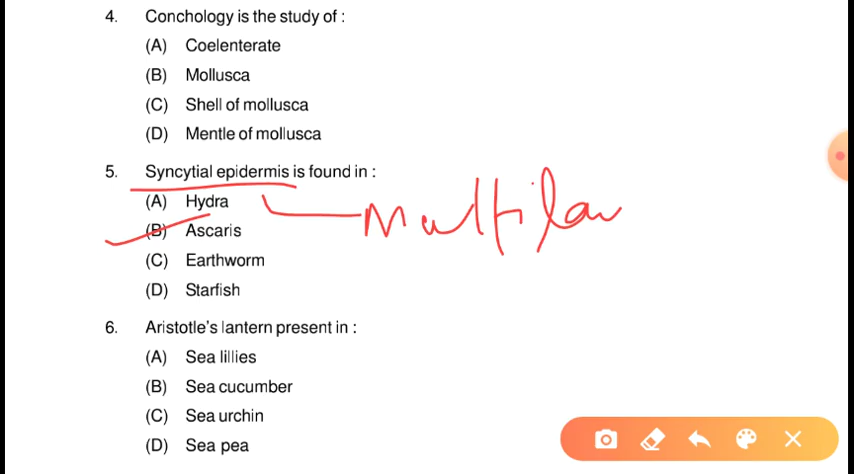 4. Conchology is the study of :
(A) Coelenterate
(B) Mollusca
(C) Shell of mollusca
(D) Mentle of mollusca
5. Syncytial epidermis is found in :
(A) Hydra
(B) Ascaris
(C) Earthworm
(D) Starfish
6. Aristotle's lantern present in :
(A) Sea lillies
(B) Sea cucumber
(C) Sea urchin
(D) Sea pea